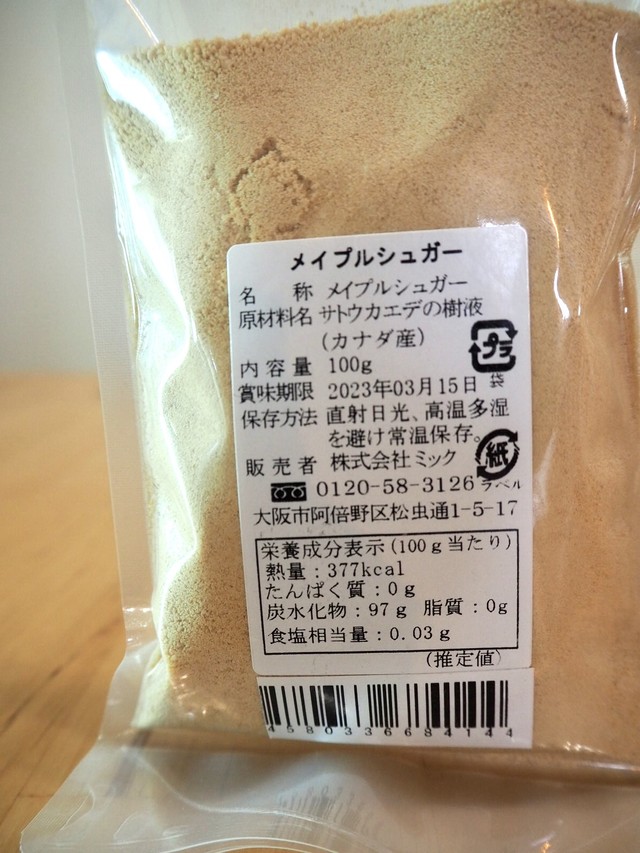 メイプルシュガー
名 称 メイプルシュガー
原材料名 サトウカエデの樹液
(カナダ産)
内容量 100g
賞味期限 2023年03月15日
プラ
袋
保存方法 直射日光、高温多湿
を避け常温保存。
紙
ラベル
販売者 株式会社ミック
0120-58-3126
大阪市阿倍野区松虫通1-5-17
栄養成分表示(100g当たり)
熱量:377kcal
たんぱく質:0g
炭水化物:97g 脂質:0g
食塩相当量:0.03g
(推定値)
4580336684144